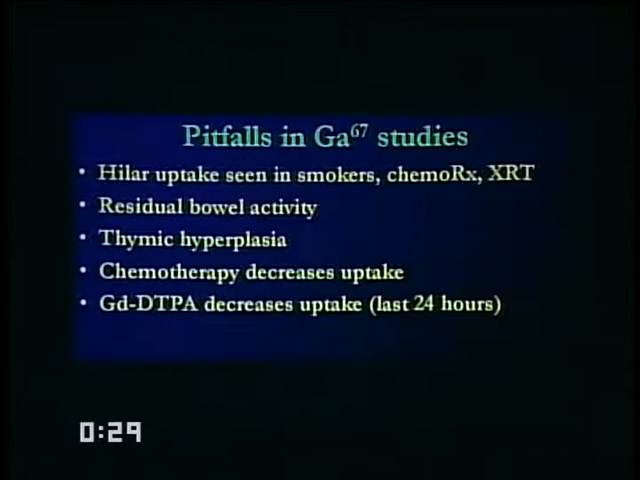 Pitfalls in Ga⁶⁷ studies
• Hilar uptake seen in smokers, chemoRx, XRT
• Residual bowel activity
• Thymic hyperplasia
• Chemotherapy decreases uptake
• Gd-DTPA decreases uptake (last 24 hours)
0:29